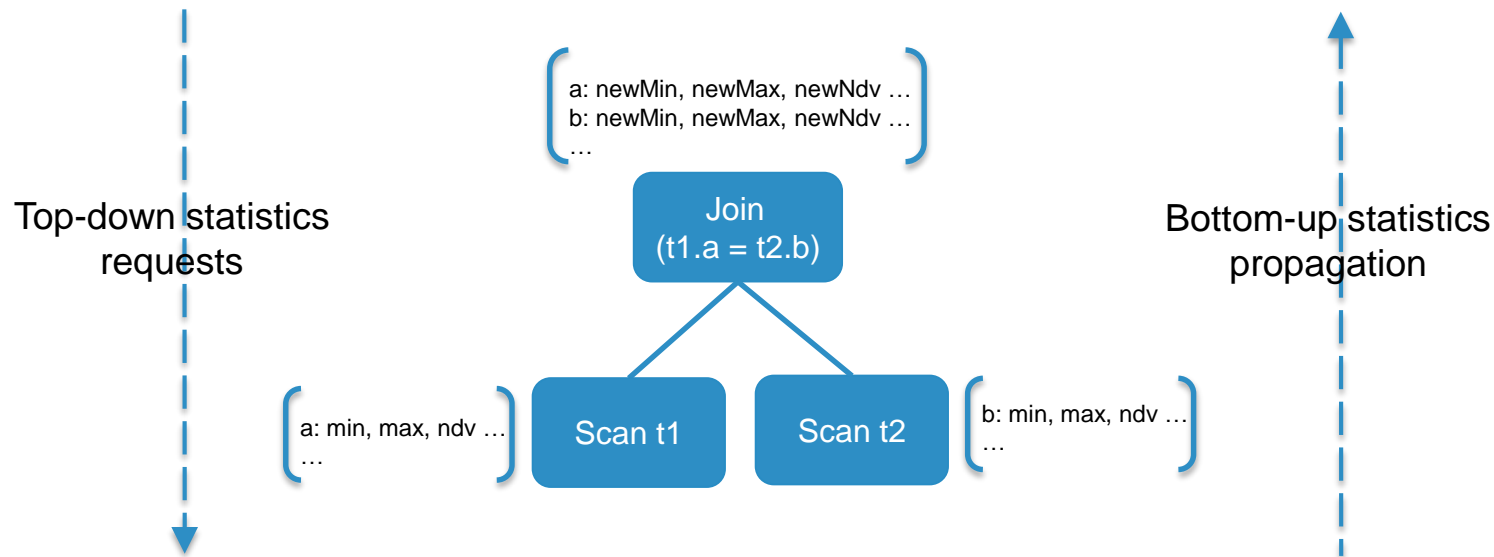 a: newMin, newMax, newNdv …
b: newMin, newMax, newNdv …
…
Top-down statistics
requests
Join
(t1.a = t2.b)
Bottom-up statistics
propagation
a: min, max, ndv …
…
Scan t1
Scan t2
b: min, max, ndv …
…